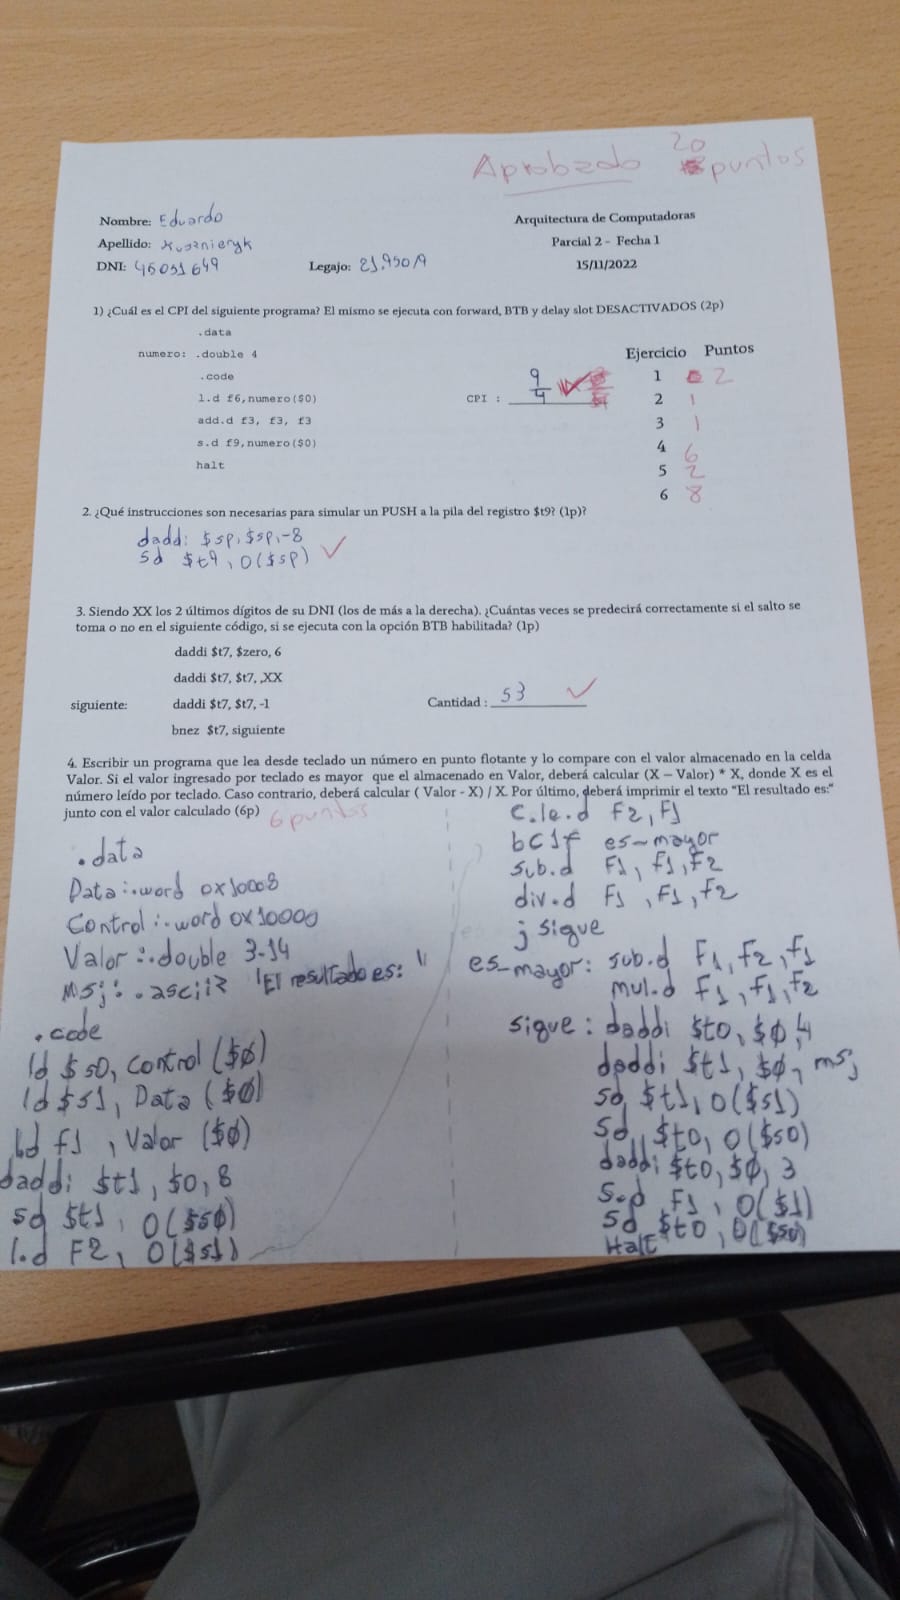 Aprobado 20 puntos
Nombre: Eduardo
Apellido:
DNI: 45051649
Legajo: 21.950/9
Arquitectura de Computadoras
Parcial 2 - Fecha 1
15/11/2022
1) ¿Cuál es el CPI del siguiente programa? El mismo se ejecuta con forward, BTB y delay slot DESACTIVADOS (2p)
.data
numero: .double 4
.code
l.d f6,numero($0)
add.d f3, f3, f3
s.d f9,numero($0)
halt
CPI : 9/4
Ejercicio Puntos
1 2
2 1
3 1
4 6
5 2
6 8
2. ¿Qué instrucciones son necesarias para simular un PUSH a la pila del registro $t9? (1p)?
daddi $sp, $sp, -8
sd $t9, 0($sp)
3. Siendo XX los 2 últimos dígitos de su DNI (los de más a la derecha). ¿Cuántas veces se predecirá correctamente si el salto se
toma o no en el siguiente código, si se ejecuta con la opción BTB habilitada? (1p)
daddi $t7, $zero, 6
daddi $t7, $t7, ,XX
siguiente: daddi $t7, $t7, -1
bnez $t7, siguiente
Cantidad : 53
4. Escribir un programa que lea desde teclado un número en punto flotante y lo compare con el valor almacenado en la celda
Valor. Si el valor ingresado por teclado es mayor que el almacenado en Valor, deberá calcular (X – Valor) * X, donde X es el
número leído por teclado. Caso contrario, deberá calcular ( Valor - X) / X. Por último, deberá imprimir el texto "El resultado es:"
junto con el valor calculado (6p) 6 puntos
.data
Data: .word 0x10008
Control: .word 0x10000
Valor: .double 3.14
Msj: .asciiz "El resultado es: "
.code
ld $s0, Control ($0)
ld $s1, Data ($0)
l.d f1, Valor ($0)
daddi $t1, $0, 8
sd $t1, 0($s0)
l.d F2, 0($s1)
c.le.d F2, F1
bc1f es_mayor
sub.d F1, F1, F2
div.d F1, F1, F2
j sigue
es_mayor: sub.d F1, F2, f1
mul.d F1, F1, F2
sigue: daddi $t0, $0, 4
daddi $t1, $0, msj
sd $t1, 0($s1)
sd $t0, 0($s0)
daddi $t0, $0, 3
s.d F1, 0($1)
sd $t0, 0($s0)
Halt